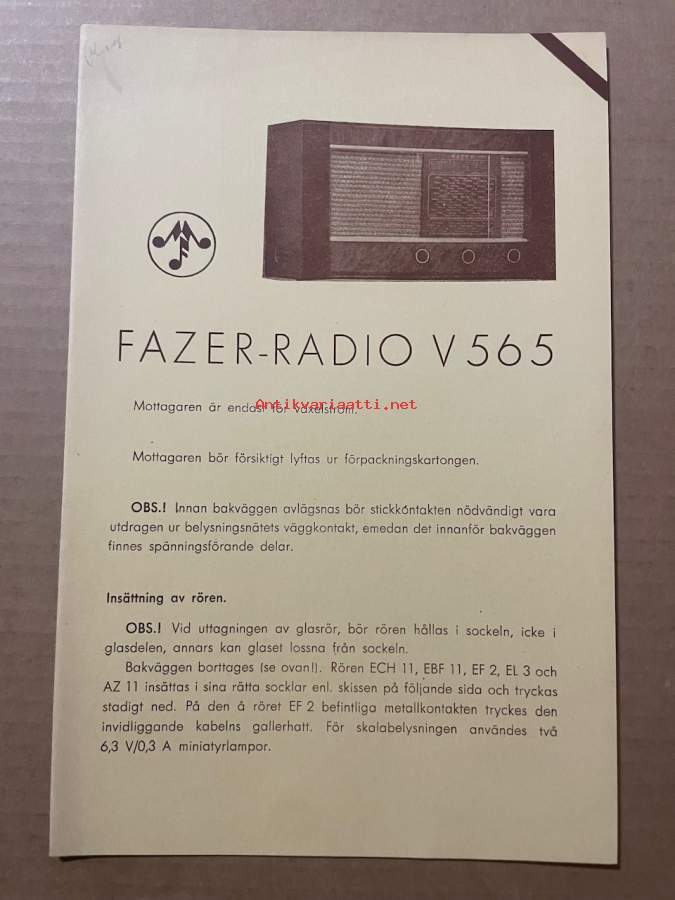 FAZER-RADIO V 565
Mottagaren är endast för växelström.
Antikvariaatti.net
Mottagaren bör försiktigt lyftas ur förpackningskartongen.
OBS.! Innan bakväggen avlägsnas bör stickkóntakten nödvändigt vara
utdragen ur belysningsnätets väggkontakt, emedan det innanför bakväggen
finnes spänningsförande delar.
Insättning av rören.
OBS.! Vid uttagningen av glasrör, bör rören hållas i sockeln, icke i
glasdelen, annars kan glaset lossna från sockeln.
Bakväggen borttages (se ovan!). Rören ECH 11, EBF 11, EF 2, EL 3 och
AZ 11 insättas i sina rätta socklar enl. skissen på följande sida och tryckas
stadigt ned. På den å röret EF 2 befintliga metallkontakten tryckes den
invidliggande kabelns gallerhatt. För skalabelysningen användes två
6,3 V/0,3 A miniatyrlampor.